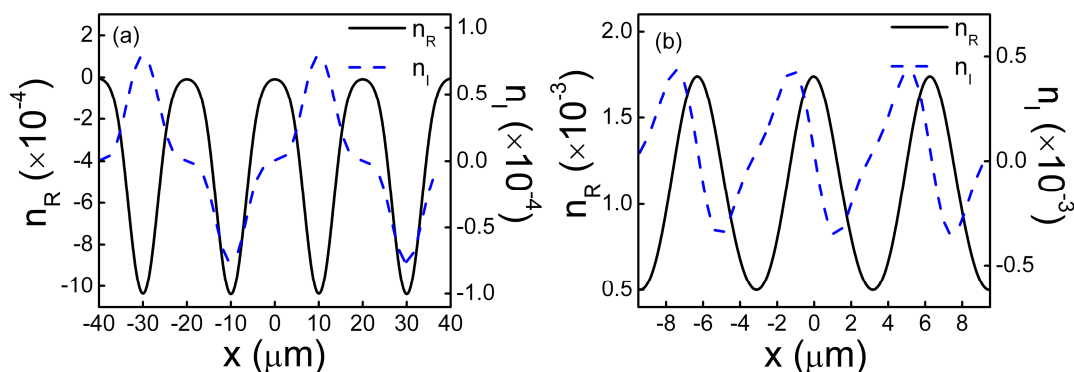 (a)
n_R
n_I
n_R (×10^-4)
2
0
-2
-4
-6
-8
-10
1.0
0.5
0.0
-0.5
-1.0
n_I (×10^-4)
-40 -30 -20 -10 0 10 20 30 40
x (μm)
(b)
n_R
n_I
n_R (×10^-3)
2.0
1.5
1.0
0.5
0.5
0.0
-0.5
n_I (×10^-3)
-8 -6 -4 -2 0 2 4 6 8
x (μm)